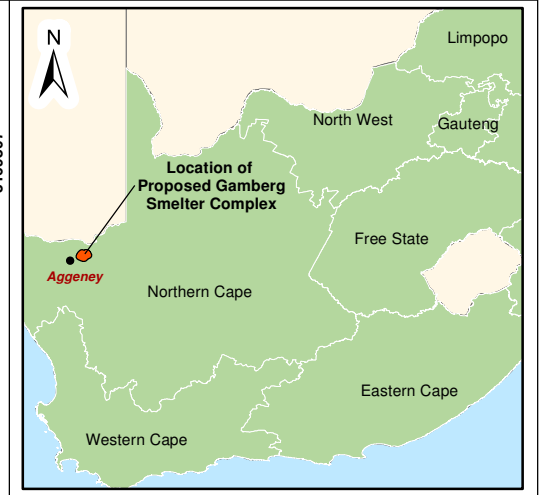 N
Limpopo
North West
Gauteng
Location of
Proposed Gamberg
Smelter Complex
Free State
Aggeney
Northern Cape
Eastern Cape
Western Cape